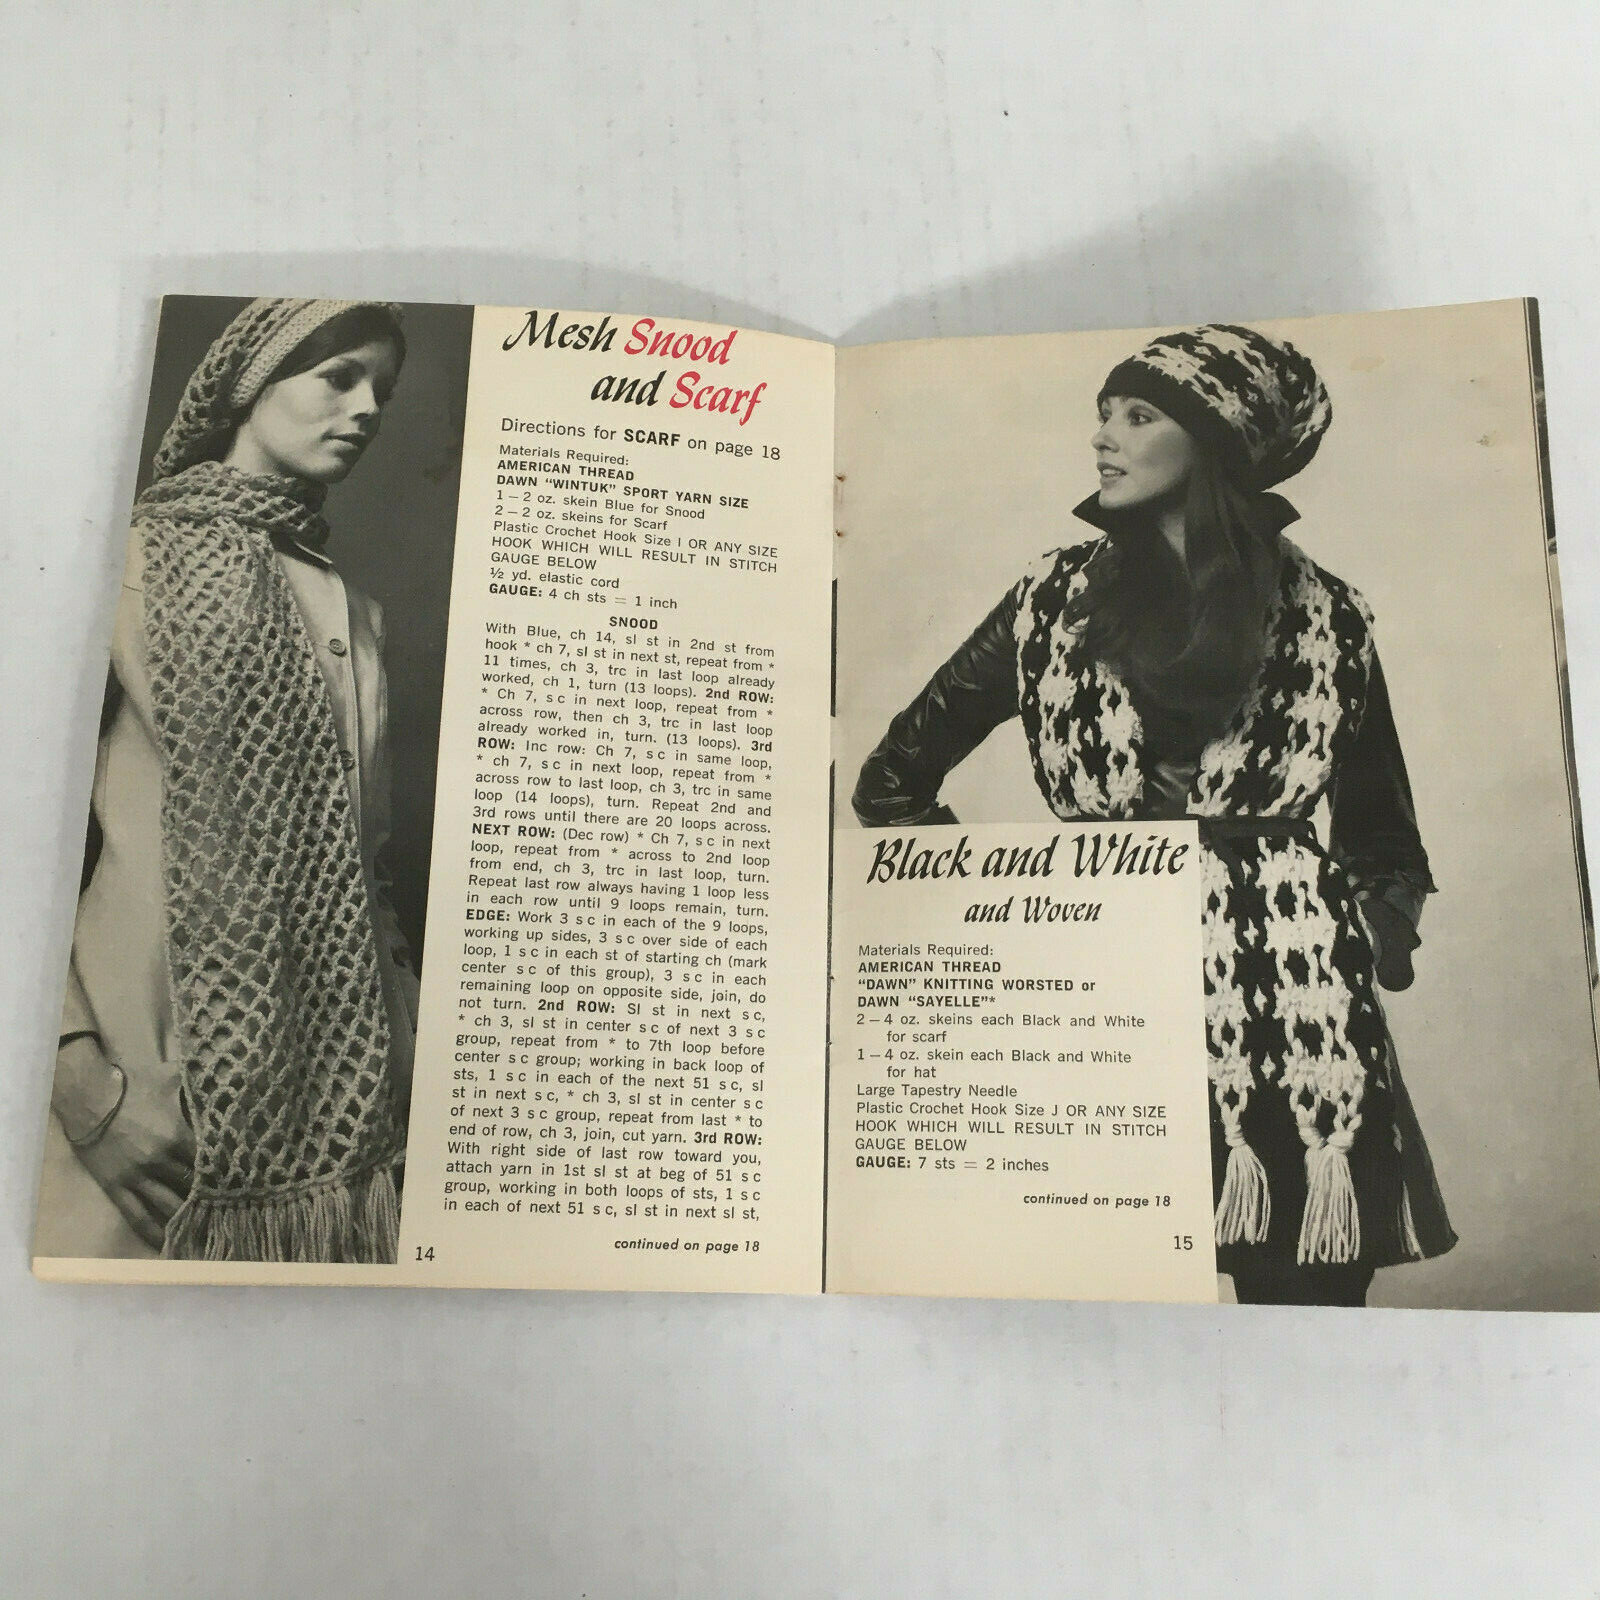 Mesh Snood
and Scarf
Directions for SCARF on page 18
Materials Required:
AMERICAN THREAD
DAWN "WINTUK" SPORT YARN SIZE
1 – 2 oz. skein Blue for Snood
2 – 2 oz. skeins for Scarf
Plastic Crochet Hook Size I OR ANY SIZE
HOOK WHICH WILL RESULT IN STITCH
GAUGE BELOW
½ yd. elastic cord
GAUGE: 4 ch sts = 1 inch
SNOOD
With Blue, ch 14, sl st in 2nd st from
hook * ch 7, sl st in next st, repeat from *
11 times, ch 3, trc in last loop already
worked, ch 1, turn (13 loops). 2nd ROW:
* Ch 7, s c in next loop, repeat from *
across row, then ch 3, trc in last loop
already worked in, turn. (13 loops). 3rd
ROW: Inc row: Ch 7, s c in same loop,
* ch 7, s c in next loop, repeat from *
across row to last loop, ch 3, trc in same
loop (14 loops), turn. Repeat 2nd and
3rd rows until there are 20 loops across.
NEXT ROW: (Dec row) * Ch 7, s c in next
loop, repeat from * across to 2nd loop
from end, ch 3, trc in last loop, turn.
Repeat last row always having 1 loop less
in each row until 9 loops remain, turn.
EDGE: Work 3 s c in each of the 9 loops,
working up sides, 3 s c over side of each
loop, 1 s c in each st of starting ch (mark
center s c of this group), 3 s c in each
remaining loop on opposite side, join, do
not turn. 2nd ROW: Sl st in next s c,
* ch 3, sl st in center s c of next 3 s c
group, repeat from * to 7th loop before
center s c group; working in back loop of
sts, 1 s c in each of the next 51 s c, sl
st in next s c, * ch 3, sl st in center s c
of next 3 s c group, repeat from last * to
end of row, ch 3, join, cut yarn. 3rd ROW:
With right side of last row toward you,
attach yarn in 1st sl st at beg of 51 s c
group, working in both loops of sts, 1 s c
in each of next 51 s c, sl st in next sl st,
continued on page 18
14
Black and White
and Woven
Materials Required:
AMERICAN THREAD
"DAWN" KNITTING WORSTED or
DAWN "SAYELLE"*
2 – 4 oz. skeins each Black and White
for scarf
1 – 4 oz. skein each Black and White
for hat
Large Tapestry Needle
Plastic Crochet Hook Size J OR ANY SIZE
HOOK WHICH WILL RESULT IN STITCH
GAUGE BELOW
GAUGE: 7 sts = 2 inches
continued on page 18
15